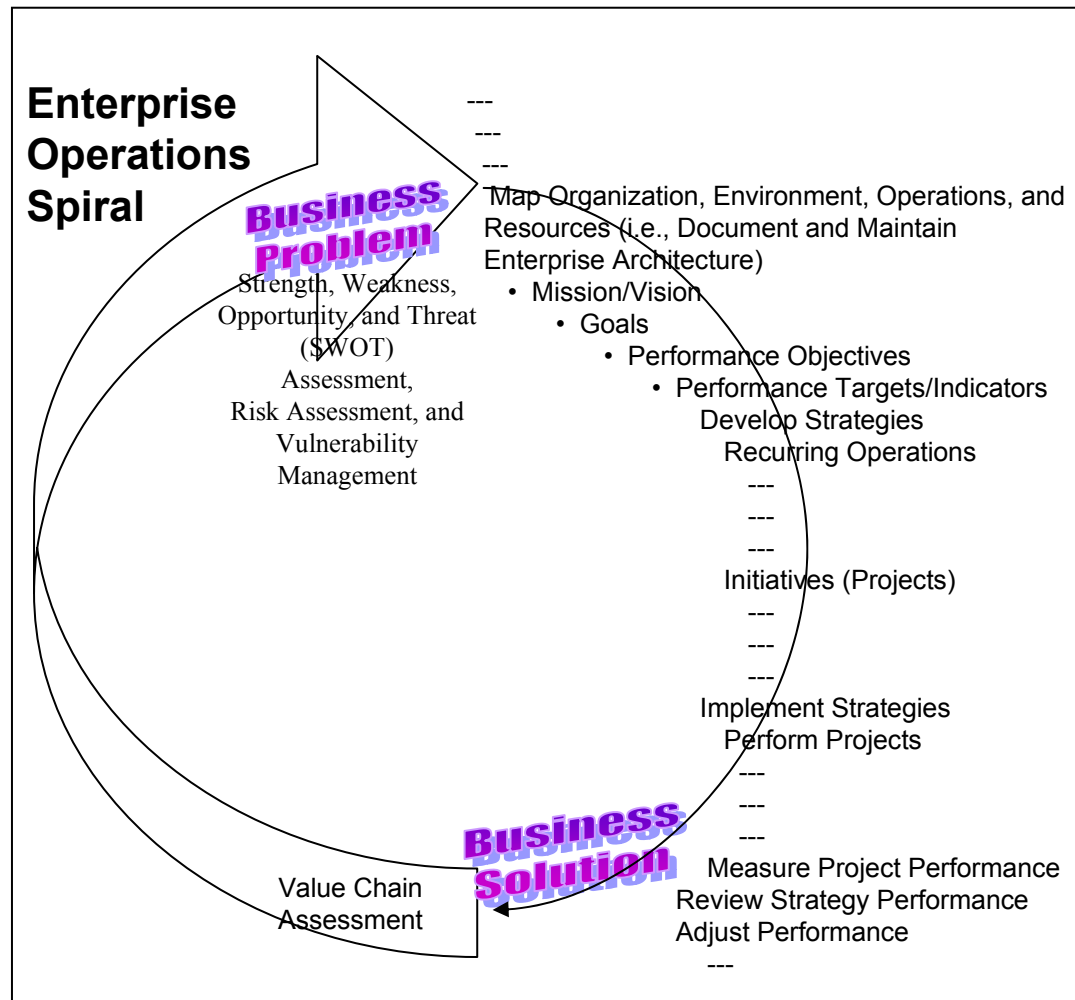 Enterprise
Operations
Spiral
---
---
---
Business
Problem
Strength, Weakness,
Opportunity, and Threat
(SWOT)
Assessment,
Risk Assessment, and
Vulnerability
Management
Map Organization, Environment, Operations, and
Resources (i.e., Document and Maintain
Enterprise Architecture)
• Mission/Vision
• Goals
• Performance Objectives
• Performance Targets/Indicators
Develop Strategies
Recurring Operations
---
---
---
Initiatives (Projects)
---
---
---
Implement Strategies
Perform Projects
---
---
---
Measure Project Performance
Review Strategy Performance
Adjust Performance
---
Business
Solution
Value Chain
Assessment